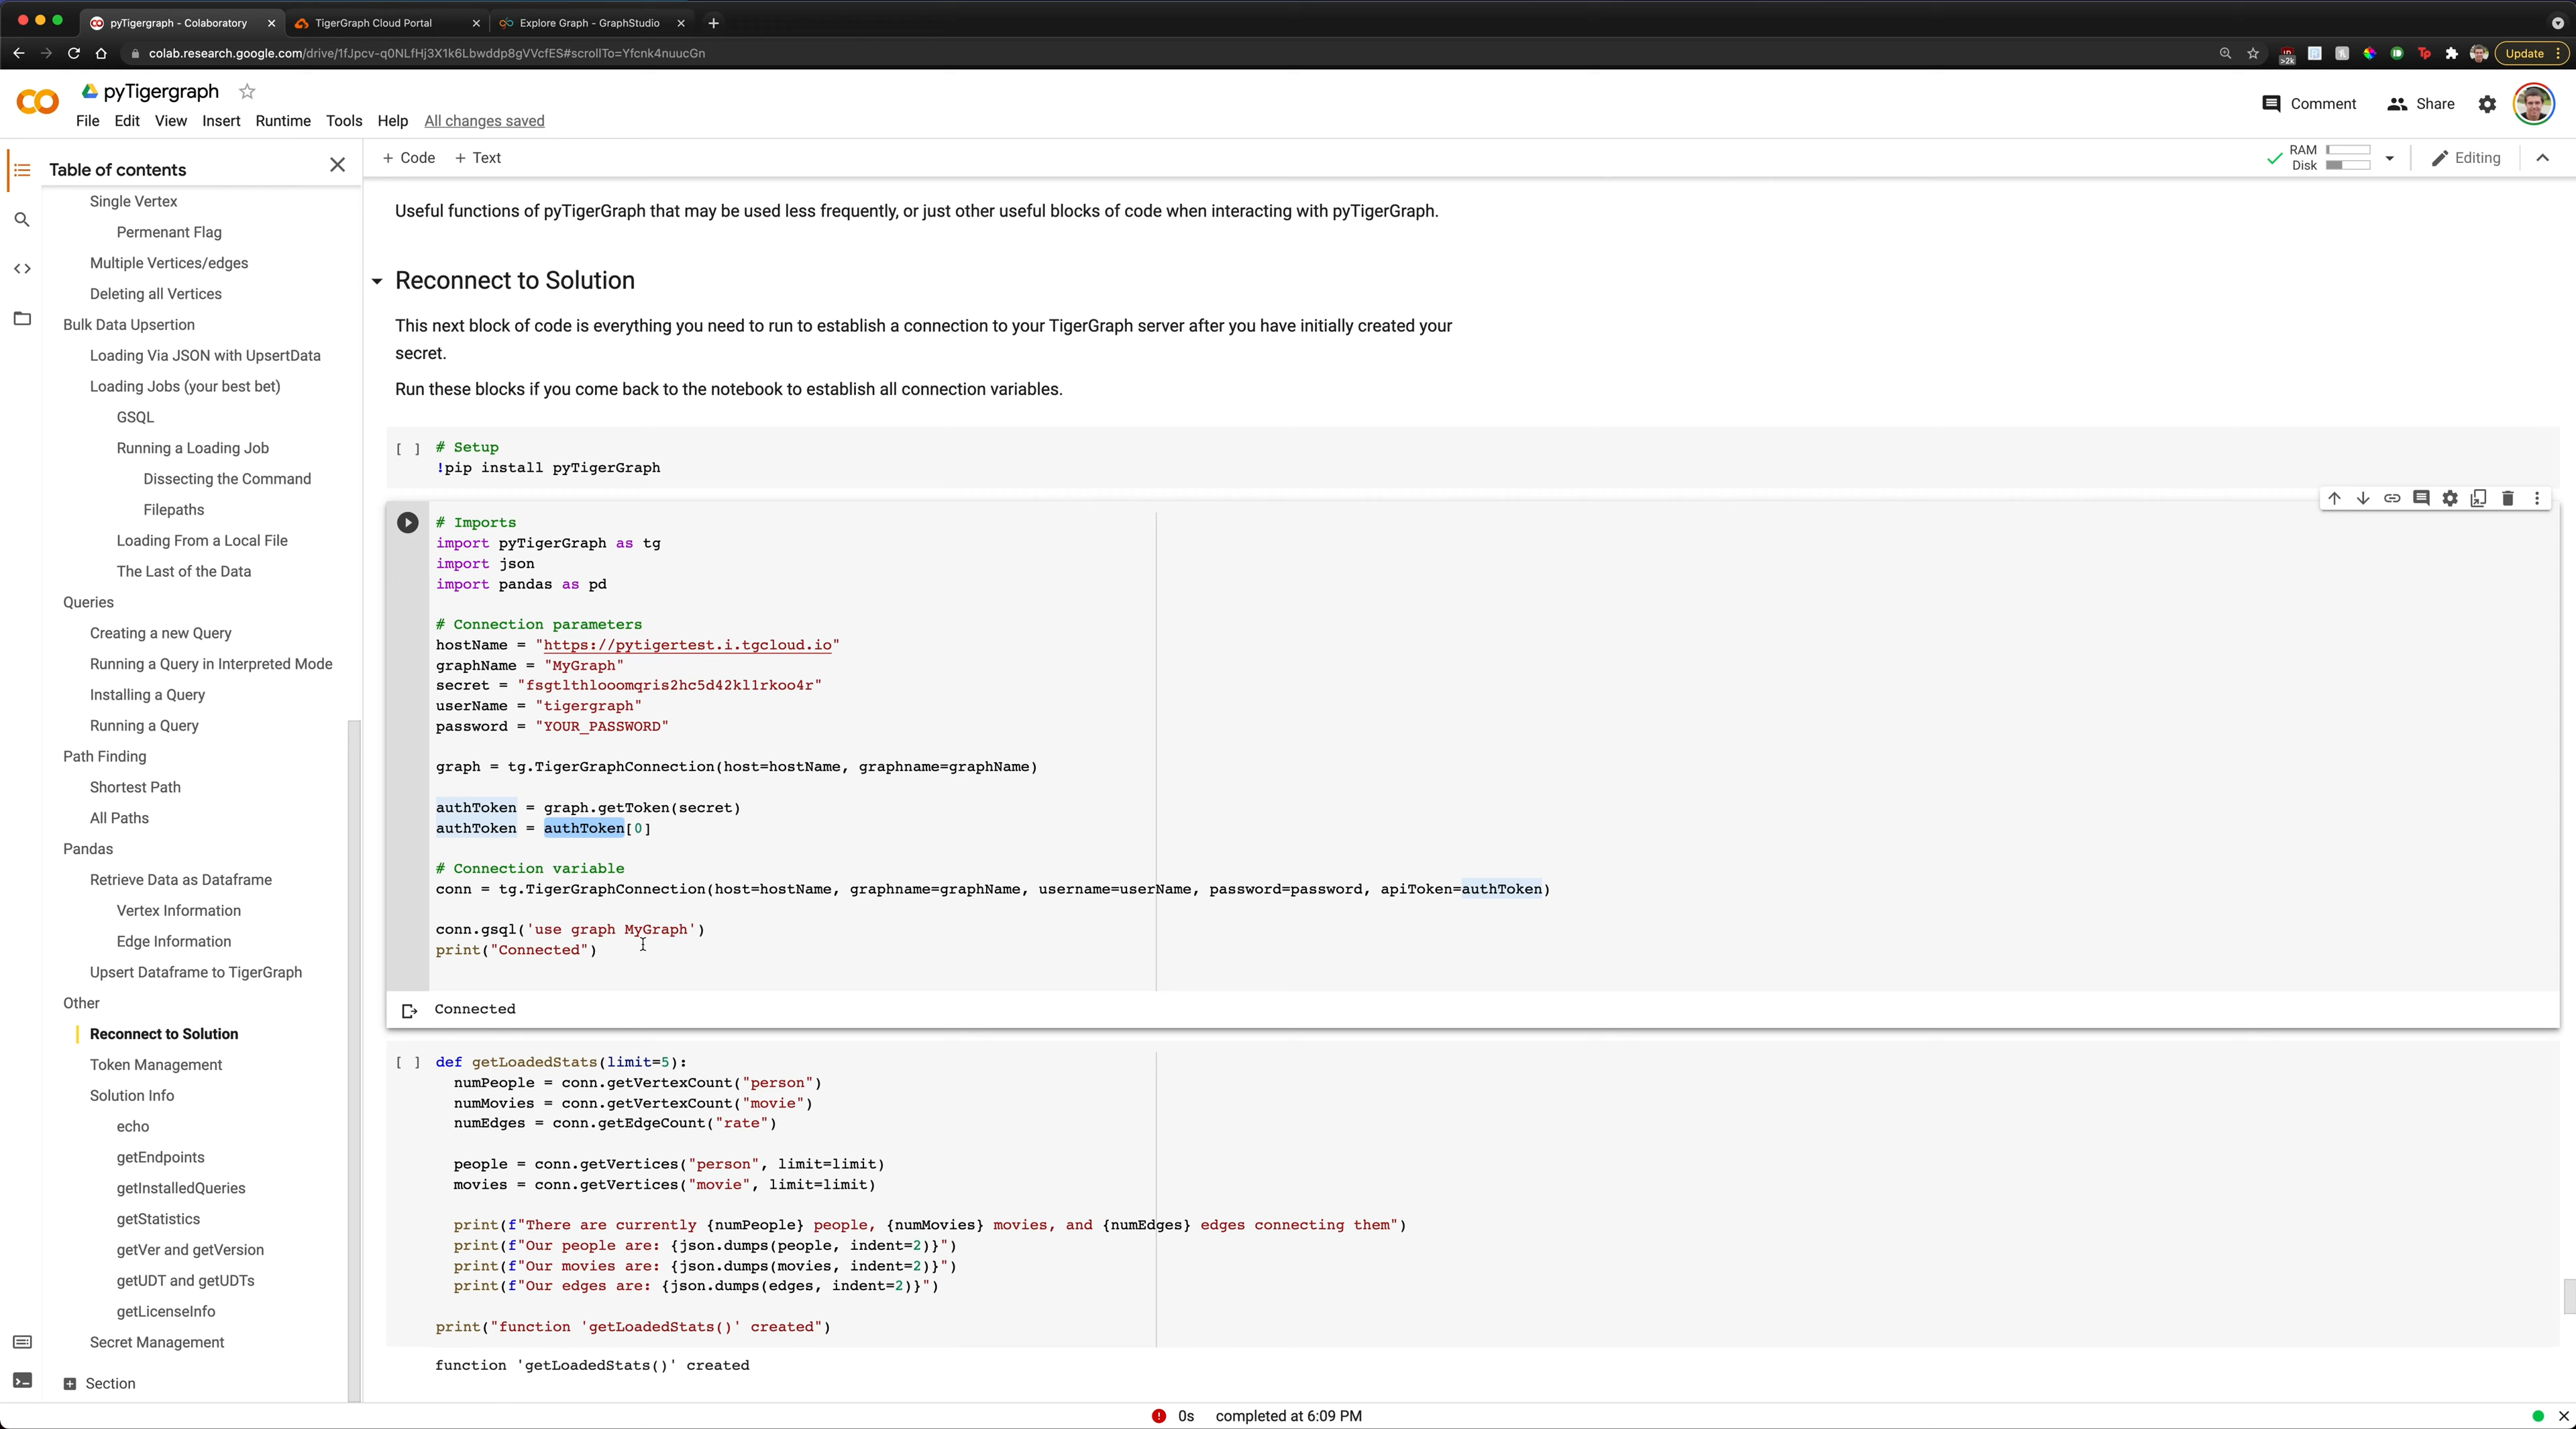 pyTigergraph - Colaboratory
TigerGraph Cloud Portal
Explore Graph - GraphStudio
colab.research.google.com/drive/1fJpcv-q0NLfHj3X1k6Lbwddp8gVVcfES#scrollTo=Yfcnk4nuucGn
>2k
Update
pyTigergraph
File Edit View Insert Runtime Tools Help All changes saved
Comment
Share
Table of contents
+ Code + Text
RAM
Disk
Editing
Single Vertex
Permenant Flag
Multiple Vertices/edges
Deleting all Vertices
Bulk Data Upsertion
Loading Via JSON with UpsertData
Loading Jobs (your best bet)
GSQL
Running a Loading Job
Dissecting the Command
Filepaths
Loading From a Local File
The Last of the Data
Queries
Creating a new Query
Running a Query in Interpreted Mode
Installing a Query
Running a Query
Path Finding
Shortest Path
All Paths
Pandas
Retrieve Data as Dataframe
Vertex Information
Edge Information
Upsert Dataframe to TigerGraph
Other
Reconnect to Solution
Token Management
Solution Info
echo
getEndpoints
getInstalledQueries
getStatistics
getVer and getVersion
getUDT and getUDTs
getLicenseInfo
Secret Management
Section
Useful functions of pyTigerGraph that may be used less frequently, or just other useful blocks of code when interacting with pyTigerGraph.
Reconnect to Solution
This next block of code is everything you need to run to establish a connection to your TigerGraph server after you have initially created your
secret.
Run these blocks if you come back to the notebook to establish all connection variables.
[ ] # Setup
!pip install pyTigerGraph
# Imports
import pyTigerGraph as tg
import json
import pandas as pd
# Connection parameters
hostName = "https://pytigertest.i.tgcloud.io"
graphName = "MyGraph"
secret = "fsgtlthlooomqris2hc5d42kl1rkoo4r"
userName = "tigergraph"
password = "YOUR_PASSWORD"
graph = tg.TigerGraphConnection(host=hostName, graphname=graphName)
authToken = graph.getToken(secret)
authToken = authToken[0]
# Connection variable
conn = tg.TigerGraphConnection(host=hostName, graphname=graphName, username=userName, password=password, apiToken=authToken)
conn.gsql('use graph MyGraph')
print("Connected")
Connected
[ ] def getLoadedStats(limit=5):
numPeople = conn.getVertexCount("person")
numMovies = conn.getVertexCount("movie")
numEdges = conn.getEdgeCount("rate")
people = conn.getVertices("person", limit=limit)
movies = conn.getVertices("movie", limit=limit)
print(f"There are currently {numPeople} people, {numMovies} movies, and {numEdges} edges connecting them")
print(f"Our people are: {json.dumps(people, indent=2)}")
print(f"Our movies are: {json.dumps(movies, indent=2)}")
print(f"Our edges are: {json.dumps(edges, indent=2)}")
print("function 'getLoadedStats()' created")
function 'getLoadedStats()' created
0s completed at 6:09 PM